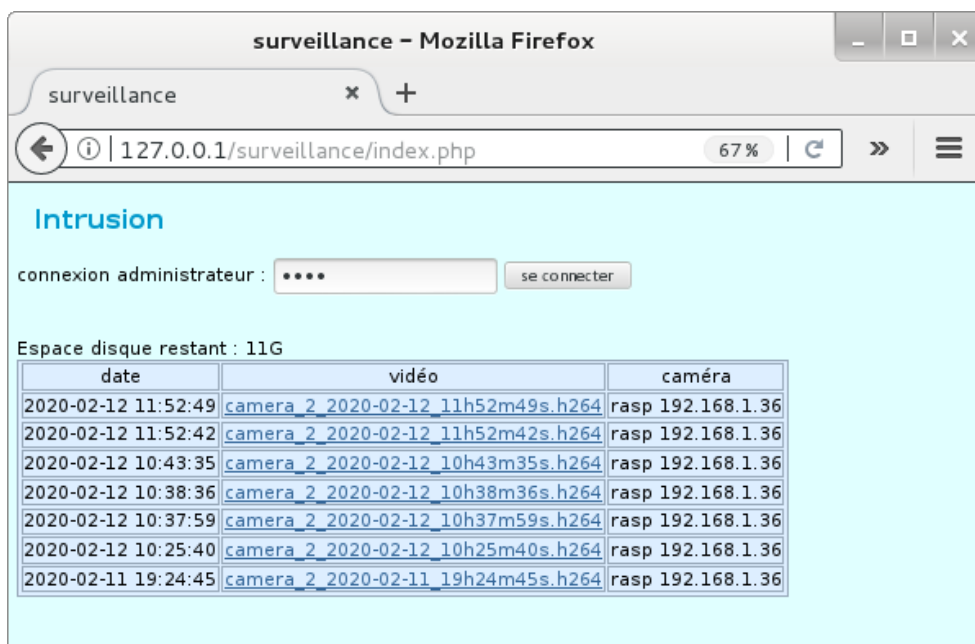 surveillance – Mozilla Firefox
surveillance
127.0.0.1/surveillance/index.php 67%
Intrusion
connexion administrateur : •••• se connecter
Espace disque restant : 11G
date vidéo caméra
2020-02-12 11:52:49 camera_2_2020-02-12_11h52m49s.h264 rasp 192.168.1.36
2020-02-12 11:52:42 camera_2_2020-02-12_11h52m42s.h264 rasp 192.168.1.36
2020-02-12 10:43:35 camera_2_2020-02-12_10h43m35s.h264 rasp 192.168.1.36
2020-02-12 10:38:36 camera_2_2020-02-12_10h38m36s.h264 rasp 192.168.1.36
2020-02-12 10:37:59 camera_2_2020-02-12_10h37m59s.h264 rasp 192.168.1.36
2020-02-12 10:25:40 camera_2_2020-02-12_10h25m40s.h264 rasp 192.168.1.36
2020-02-11 19:24:45 camera_2_2020-02-11_19h24m45s.h264 rasp 192.168.1.36